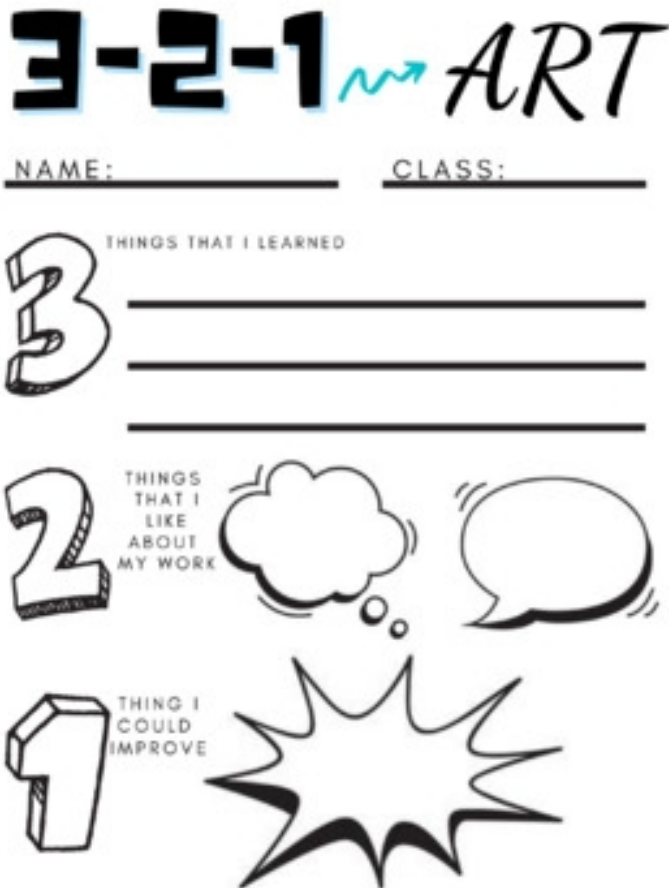 3-2-1 ART
NAME: CLASS:
3 THINGS THAT I LEARNED
2 THINGS
THAT I
LIKE
ABOUT
MY WORK
1 THING I
COULD
IMPROVE